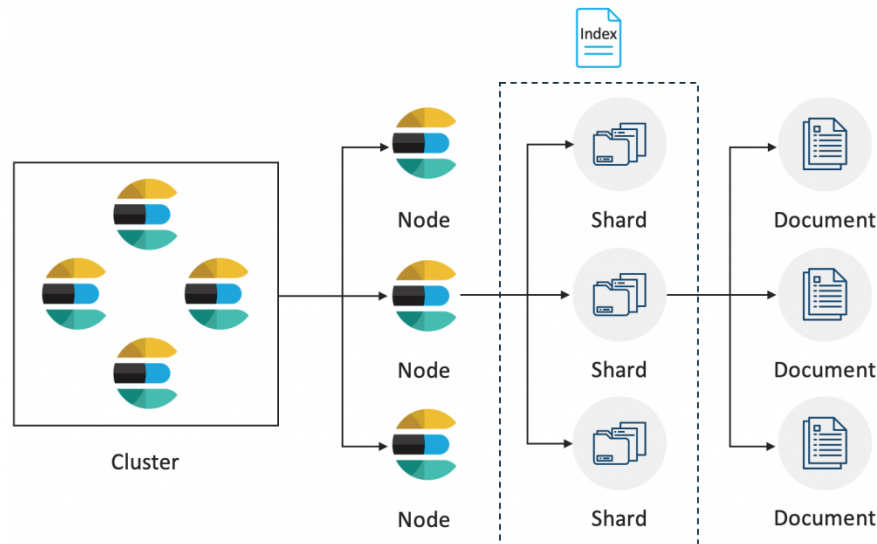 Index
Node
Shard
Document
Node
Shard
Document
Cluster
Node
Shard
Document